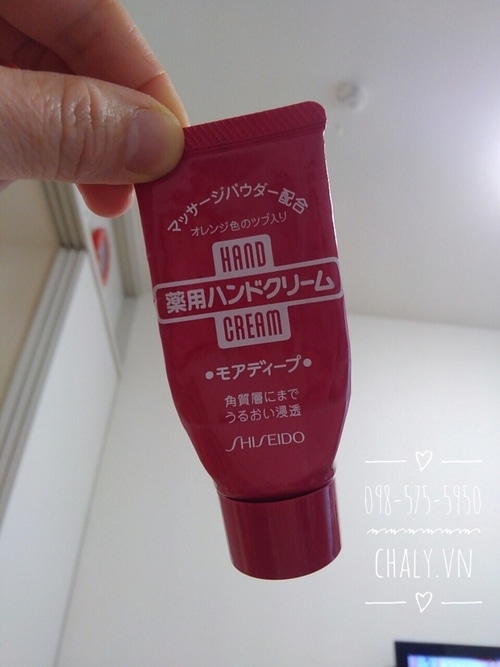 マッサージパウダー配合
オレンジ色のツブ入り
HAND
薬用ハンドクリーム
CREAM
•モアディープ•
角質層にまで
うるおい浸透
SHISEIDO
098-575-5950
CHALY.VN